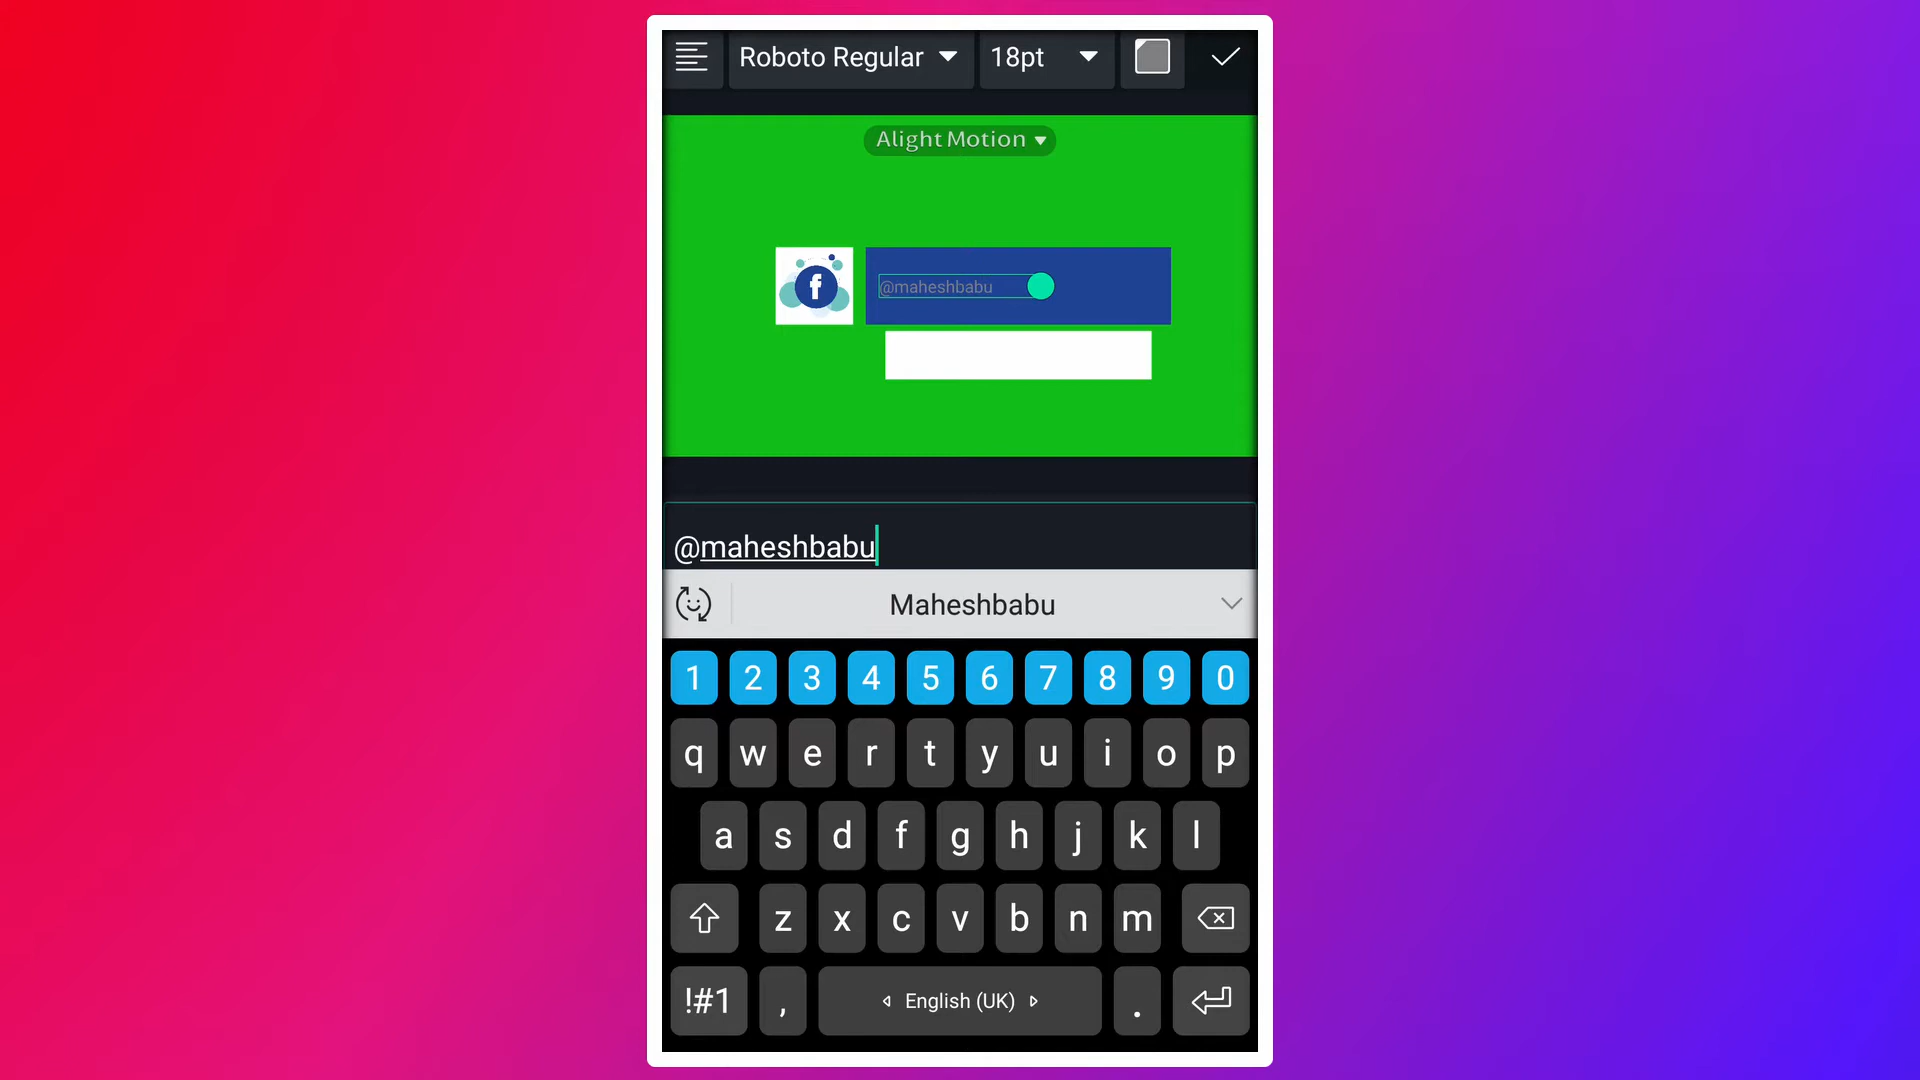 Roboto Regular 18pt
Alight Motion
f
@maheshbabu
@maheshbabu
Maheshbabu
1 2 3 4 5 6 7 8 9 0
q w e r t y u i o p
a s d f g h j k l
z x c v b n m
!#1 , English (UK) .